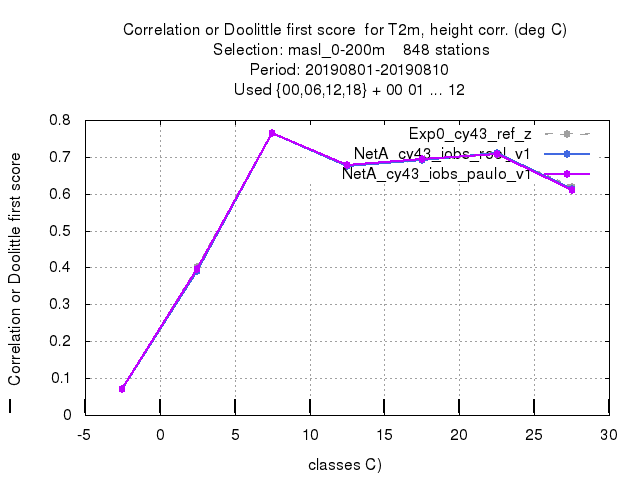 Correlation or Doolittle first score  for T2m, height corr. (deg C)
Selection: masl_0-200m    848 stations
Period: 20190801-20190810
Used {00,06,12,18} + 00 01 ... 12
Correlation or Doolittle first score
0.8
0.7
0.6
0.5
0.4
0.3
0.2
0.1
0
Exp0_cy43_ref_z
NetA_cy43_iobs_roel_v1
NetA_cy43_iobs_paulo_v1
-5 0 5 10 15 20 25 30
classes C)